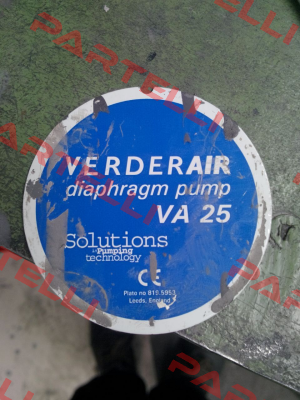 VERDERAIR
diaphragm pump
VA 25
Solutions
in Pumping
technology
CE
Plate no 810.5953
Leeds, England
PARTELLI
PARTELLI
PARTELLI
PARTELLI